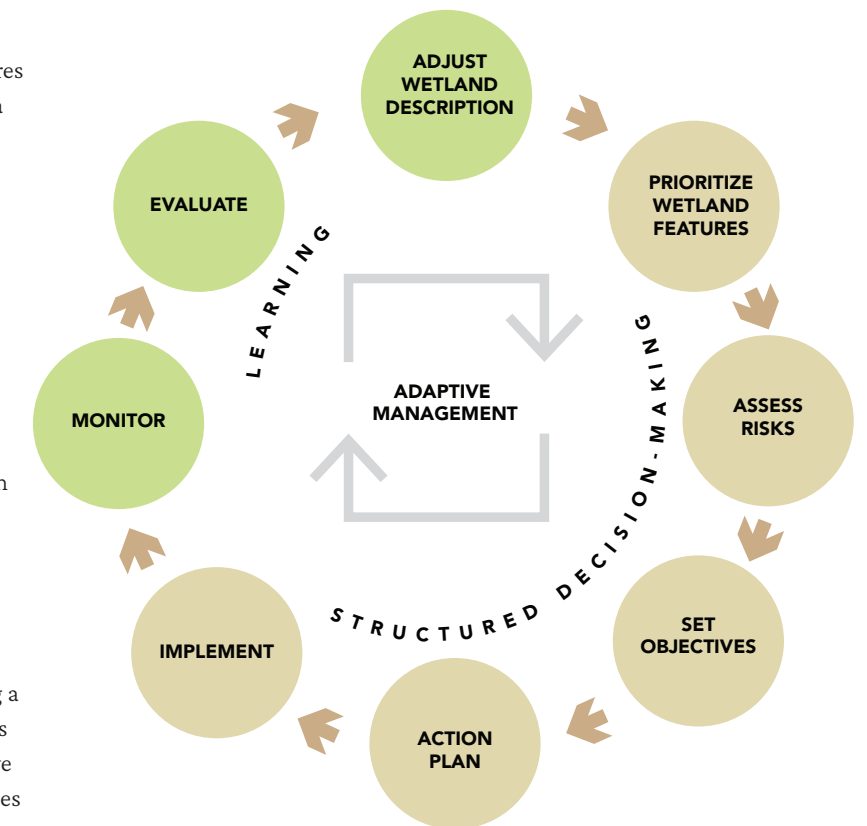 ADJUST
WETLAND
DESCRIPTION
PRIORITIZE
WETLAND
FEATURES
ASSESS
RISKS
SET
OBJECTIVES
ACTION
PLAN
IMPLEMENT
MONITOR
EVALUATE
LEARNING
STRUCTURED DECISION-MAKING
ADAPTIVE
MANAGEMENT